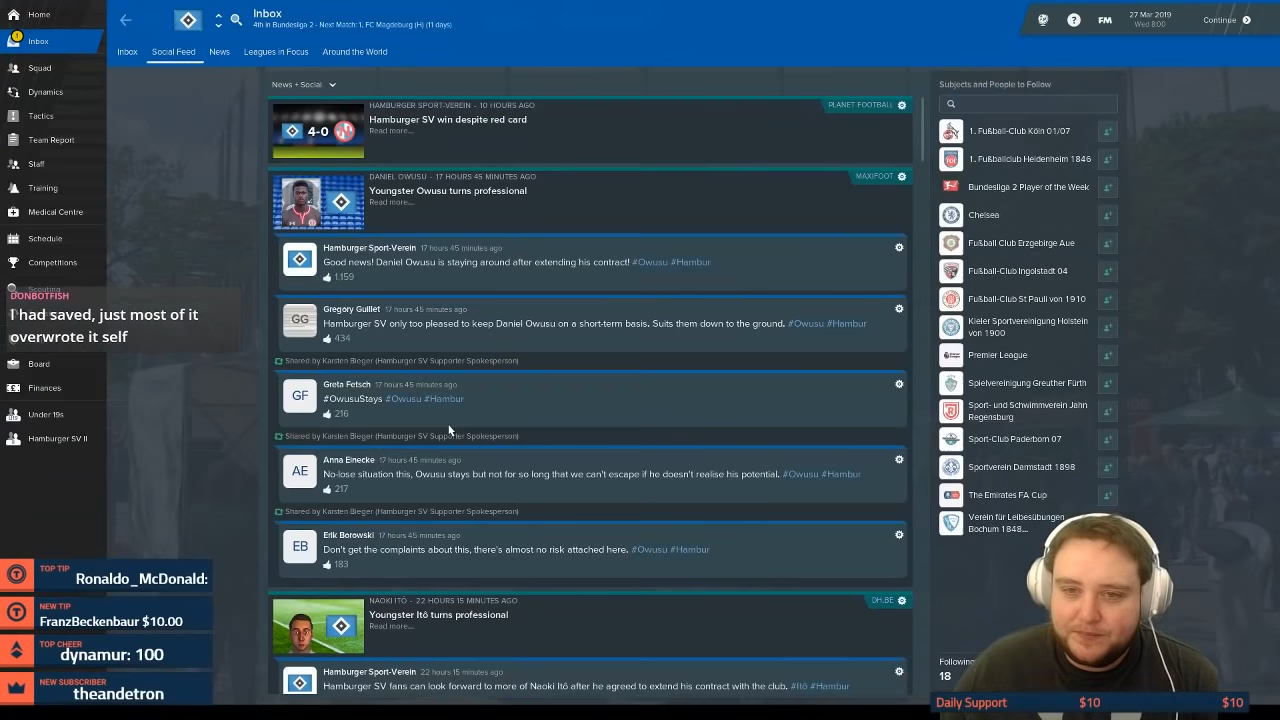 Home
1
Inbox
Squad
Dynamics
Tactics
Team Report
Staff
Training
Medical Centre
Schedule
Competitions
Scouting
DONBOTFISH
I had saved, just most of it
overwrote it self
Board
Finances
Under 19s
Hamburger SV II
Inbox
4th in Bundesliga 2 - Next Match: 1. FC Magdeburg (H) (11 days)
FM
27 Mar 2019
Wed 8:00
Continue
Inbox
Social Feed
News
Leagues in Focus
Around the World
News + Social
HAMBURGER SPORT-VEREIN - 10 HOURS AGO
PLANET FOOTBALL
4-0
Hamburger SV win despite red card
Read more...
DANIEL OWUSU - 17 HOURS 45 MINUTES AGO
MAXIFOOT
Youngster Owusu turns professional
Read more...
Hamburger Sport-Verein 17 hours 45 minutes ago
Good news! Daniel Owusu is staying around after extending his contract! #Owusu #Hambur
1,159
GG
Gregory Guillet 17 hours 45 minutes ago
Hamburger SV only too pleased to keep Daniel Owusu on a short-term basis. Suits them down to the ground. #Owusu #Hambur
434
Shared by Karsten Bieger (Hamburger SV Supporter Spokesperson)
GF
Greta Fetsch 17 hours 45 minutes ago
#OwusuStays #Owusu #Hambur
216
Shared by Karsten Bieger (Hamburger SV Supporter Spokesperson)
AE
Anna Einecke 17 hours 45 minutes ago
No-lose situation this, Owusu stays but not for so long that we can't escape if he doesn't realise his potential. #Owusu #Hambur
217
Shared by Karsten Bieger (Hamburger SV Supporter Spokesperson)
EB
Erik Borowski 17 hours 45 minutes ago
Don't get the complaints about this, there's almost no risk attached here. #Owusu #Hambur
183
NAOKI ITŌ - 22 HOURS 15 MINUTES AGO
DH.BE
Youngster Itō turns professional
Read more...
Hamburger Sport-Verein 22 hours 15 minutes ago
Hamburger SV fans can look forward to more of Naoki Itō after he agreed to extend his contract with the club. #Itō #Hambur
Subjects and People to Follow
1. Fußball-Club Köln 01/07
1. Fußballclub Heidenheim 1846
Bundesliga 2 Player of the Week
Chelsea
Fußball Club Erzgebirge Aue
Fußball-Club Ingolstadt 04
Fußball-Club St Pauli von 1910
Kieler Sportvereinigung Holstein
von 1900
Premier League
Spielvereinigung Greuther Fürth
Sport- und Schwimmverein Jahn
Regensburg
Sport-Club Paderborn 07
Sportverein Darmstadt 1898
The Emirates FA Cup
Verein für Leibesübungen
Bochum 1848...
Following
18
TOP TIP
Ronaldo_McDonald:
NEW TIP
FranzBeckenbaur $10.00
TOP CHEER
dynamur: 100
NEW SUBSCRIBER
theandetron
Daily Support
$10
$10